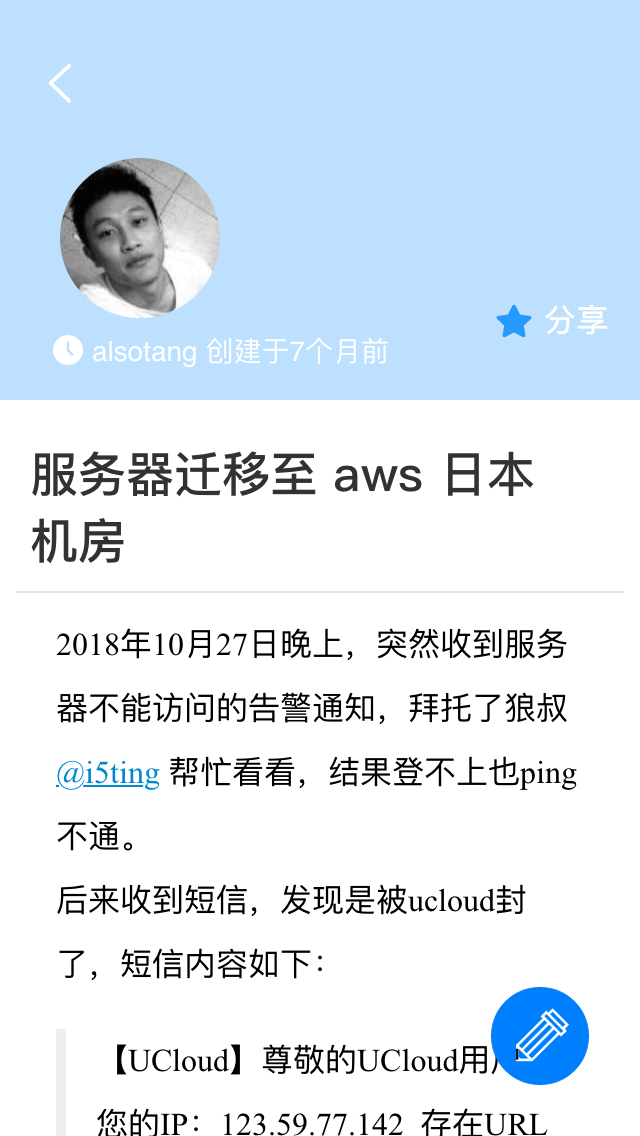 分享
alsotang 创建于7个月前
服务器迁移至 aws 日本
机房
2018年10月27日晚上，突然收到服务
器不能访问的告警通知，拜托了狼叔
@i5ting 帮忙看看，结果登不上也ping
不通。
后来收到短信，发现是被ucloud封
了，短信内容如下：
【UCloud】尊敬的UCloud用户
您的IP：123.59.77.142 存在URL